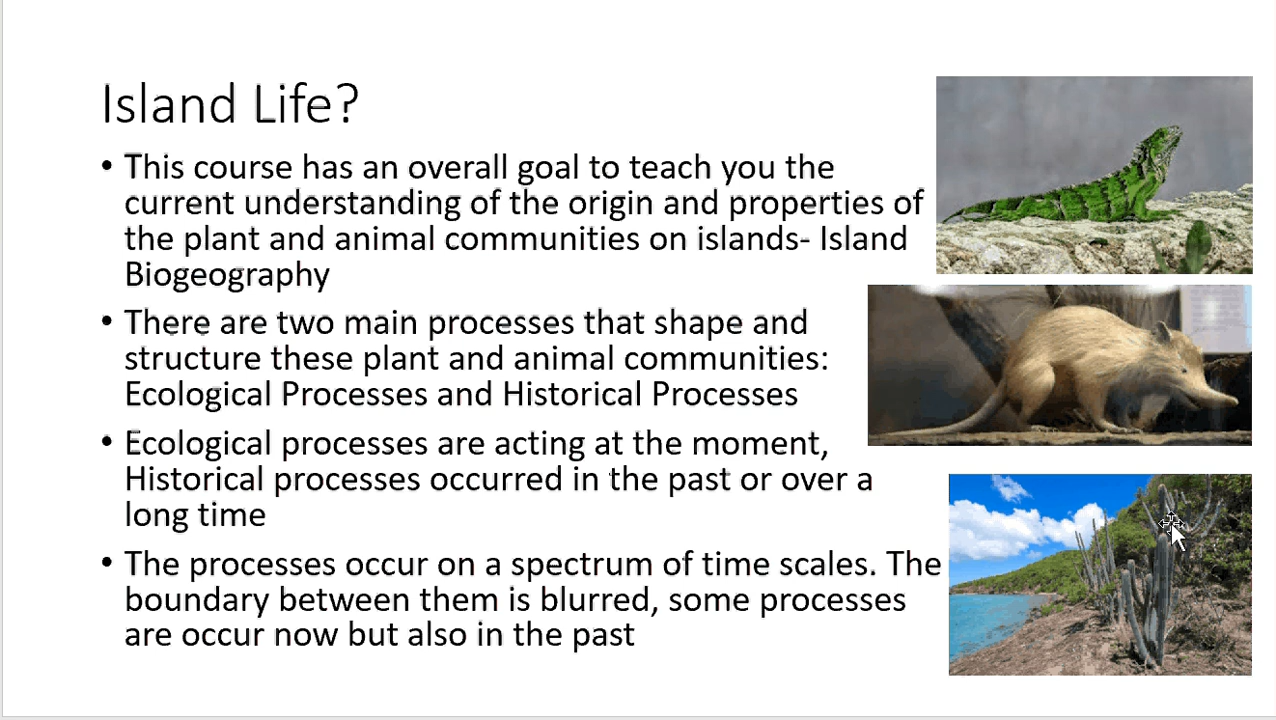 Island Life?
• This course has an overall goal to teach you the
current understanding of the origin and properties of
the plant and animal communities on islands- Island
Biogeography
• There are two main processes that shape and
structure these plant and animal communities:
Ecological Processes and Historical Processes
• Ecological processes are acting at the moment,
Historical processes occurred in the past or over a
long time
• The processes occur on a spectrum of time scales. The
boundary between them is blurred, some processes
are occur now but also in the past